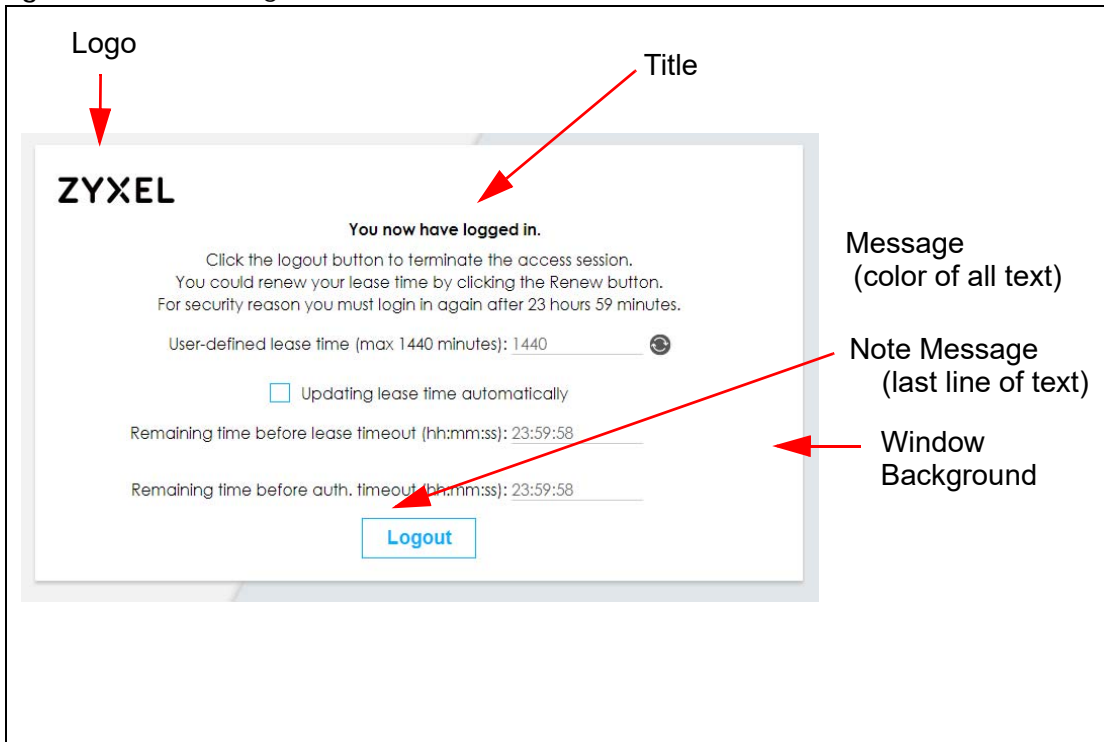 Logo
Title
ZYXEL
You now have logged in.
Click the logout button to terminate the access session.
You could renew your lease time by clicking the Renew button.
For security reason you must login in again after 23 hours 59 minutes.
Message
(color of all text)
User-defined lease time (max 1440 minutes): 1440
Note Message
(last line of text)
Updating lease time automatically
Remaining time before lease timeout (hh:mm:ss): 23:59:58
Window
Background
Remaining time before auth. timeout (hh:mm:ss): 23:59:58
Logout